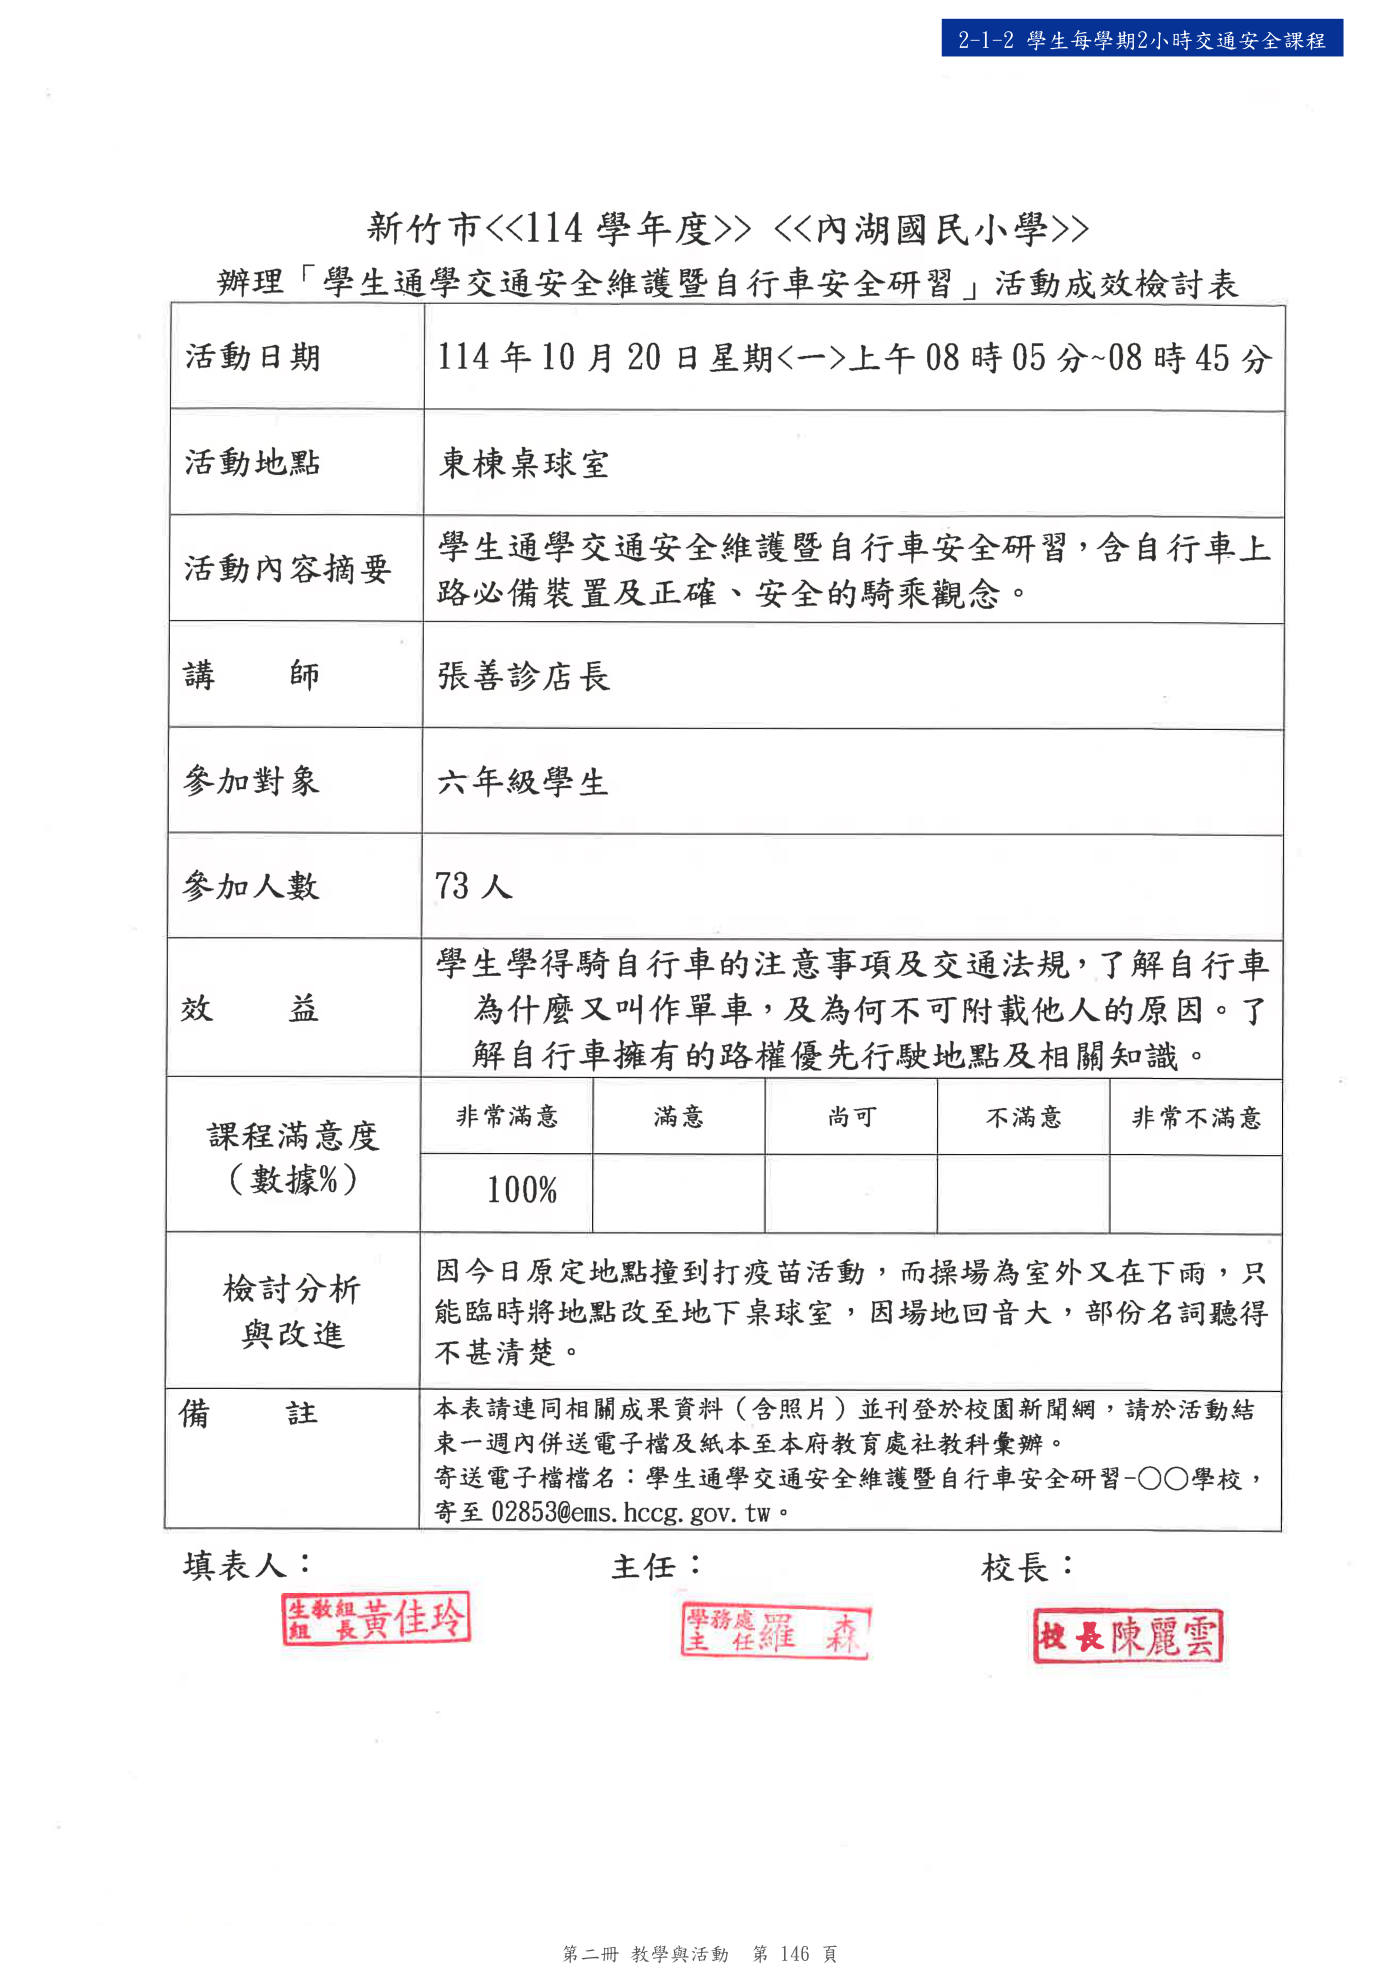 2-1-2 學生每學期2小時交通安全課程
新竹市<<114 學年度>> <<內湖國民小學>>
辦理「學生通學交通安全維護暨自行車安全研習」活動成效檢討表
活動日期 114 年 10 月 20 日星期<一>上午 08 時 05 分~08 時 45 分
活動地點 東棟桌球室
活動內容摘要 學生通學交通安全維護暨自行車安全研習，含自行車上
路必備裝置及正確、安全的騎乘觀念。
講 師 張善診店長
參加對象 六年級學生
參加人數 73 人
效 益 學生學得騎自行車的注意事項及交通法規，了解自行車
為什麼又叫作單車，及為何不可附載他人的原因。了
解自行車擁有的路權優先行駛地點及相關知識。
課程滿意度
（數據%）
非常滿意 滿意 尚可 不滿意 非常不滿意
100%
檢討分析
與改進
因今日原定地點撞到打疫苗活動，而操場為室外又在下雨，只
能臨時將地點改至地下桌球室，因場地回音大，部份名詞聽得
不甚清楚。
備 註 本表請連同相關成果資料（含照片）並刊登於校園新聞網，請於活動結
束一週內併送電子檔及紙本至本府教育處社教科彙辦。
寄送電子檔檔名：學生通學交通安全維護暨自行車安全研習-○○學校，
寄至 02853@ems.hccg.gov.tw。
填表人： 主任： 校長：
生教組
組 長 黃佳玲
學務處
主 任 羅 森
校長陳麗雲
第二冊 教學與活動 第 146 頁